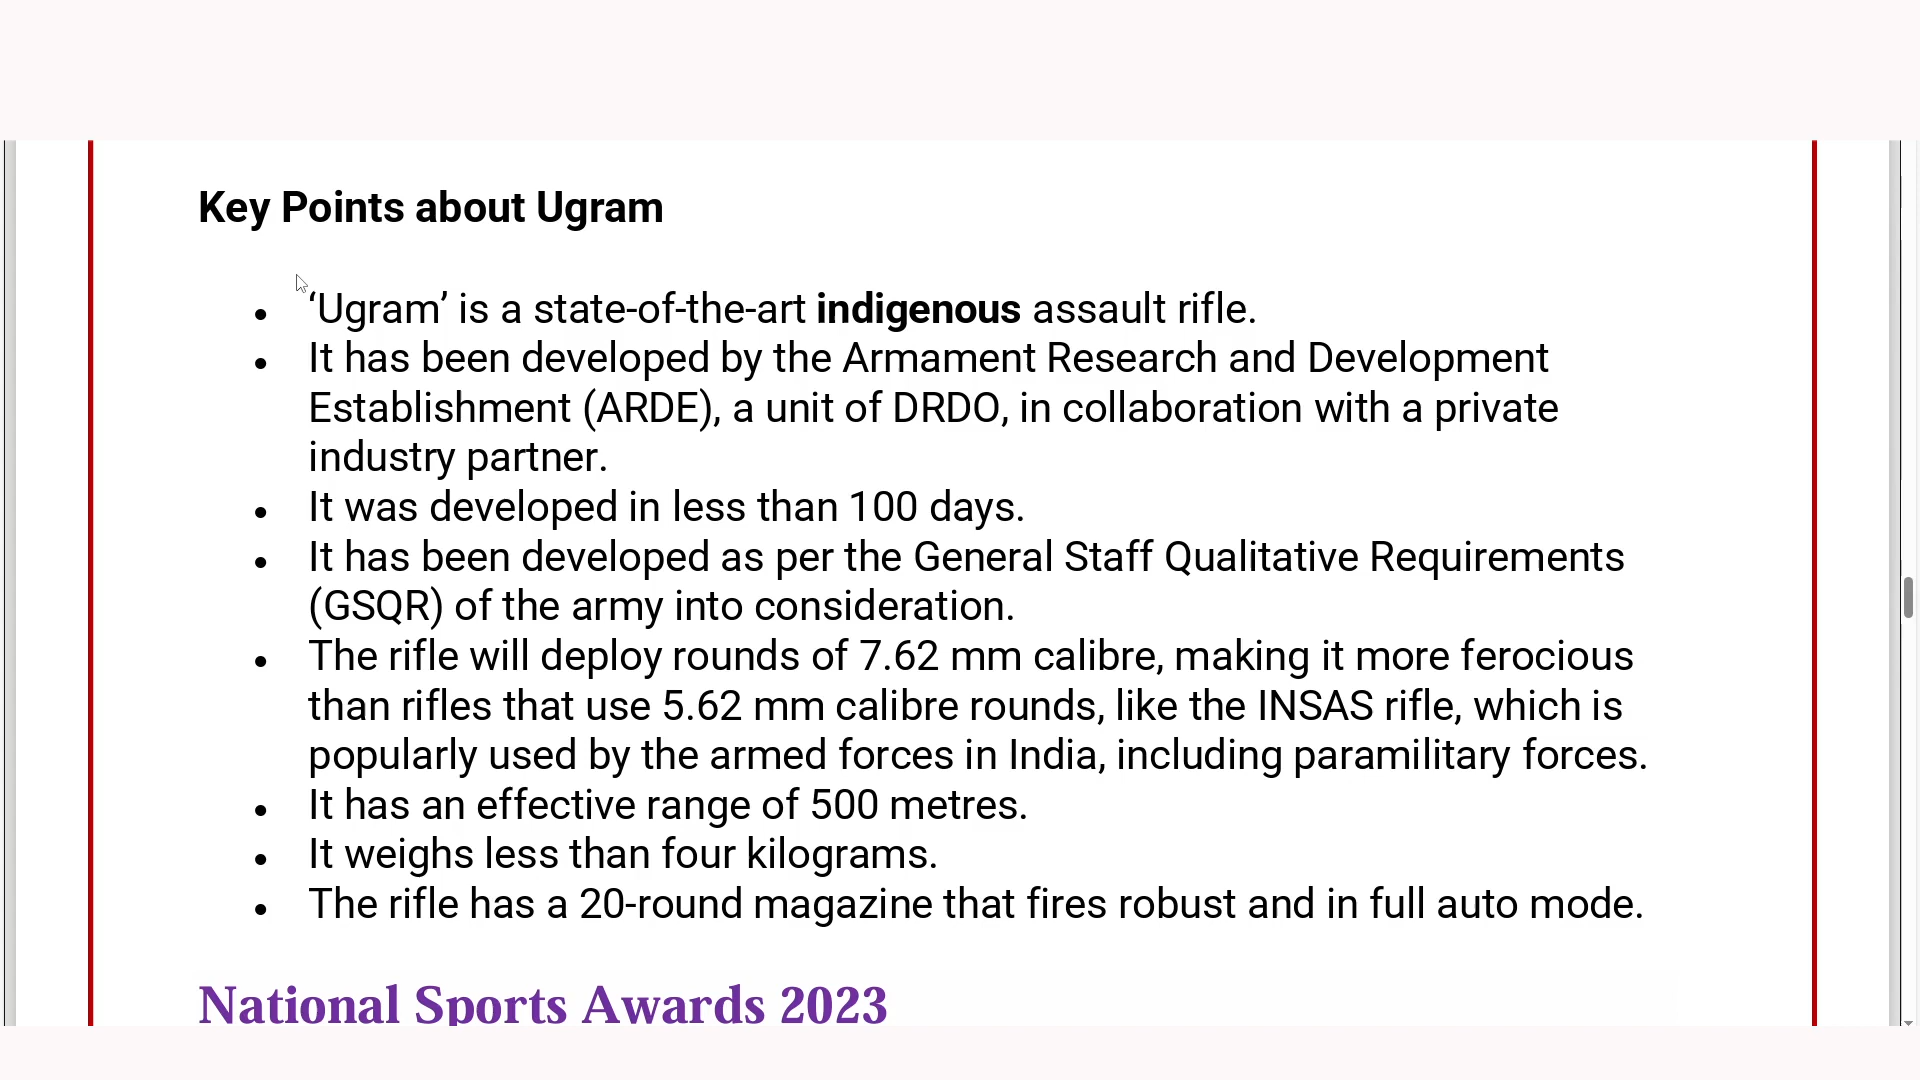 Key Points about Ugram
• ‘Ugram’ is a state-of-the-art indigenous assault rifle.
• It has been developed by the Armament Research and Development
Establishment (ARDE), a unit of DRDO, in collaboration with a private
industry partner.
• It was developed in less than 100 days.
• It has been developed as per the General Staff Qualitative Requirements
(GSQR) of the army into consideration.
• The rifle will deploy rounds of 7.62 mm calibre, making it more ferocious
than rifles that use 5.62 mm calibre rounds, like the INSAS rifle, which is
popularly used by the armed forces in India, including paramilitary forces.
• It has an effective range of 500 metres.
• It weighs less than four kilograms.
• The rifle has a 20-round magazine that fires robust and in full auto mode.
National Sports Awards 2023